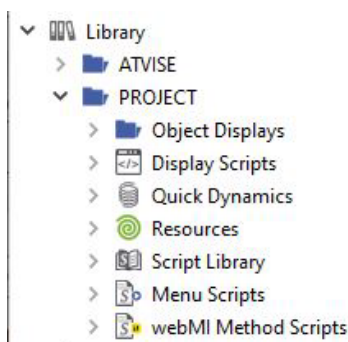 Library
ATVISE
PROJECT
Object Displays
Display Scripts
Quick Dynamics
Resources
Script Library
Menu Scripts
webMI Method Scripts